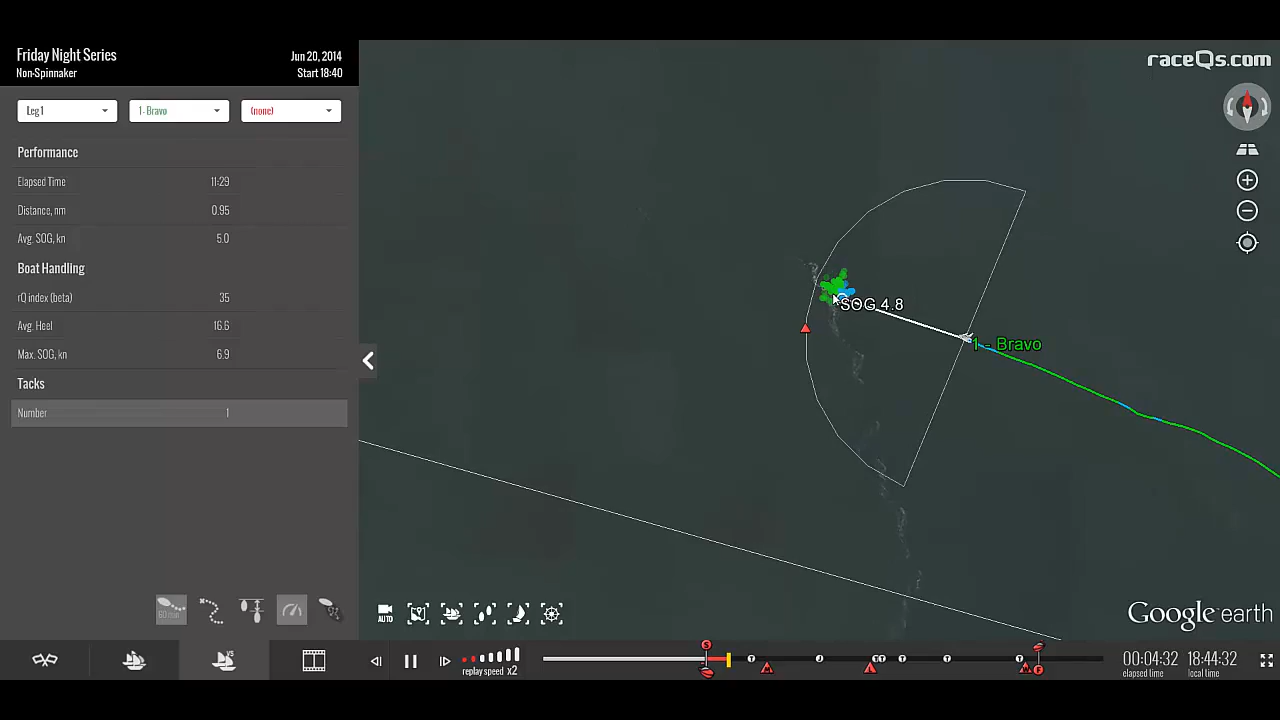 Friday Night Series
Jun 20, 2014
Non-Spinnaker
Start 18:40
raceQs.com
Leg 1
1 - Bravo
(none)
Performance
Elapsed Time 11:29
Distance, nm 0.95
Avg. SOG, kn 5.0
Boat Handling
rQ index (beta) 35
Avg. Heel 16.6
Max. SOG, kn 6.9
Tacks
Number 1
SOG 4.8
1 - Bravo
AUTO
Google earth
VS
replay speed x2
S
T
J
T
T
T
T
F
00:04:32
elapsed time
18:44:32
local time